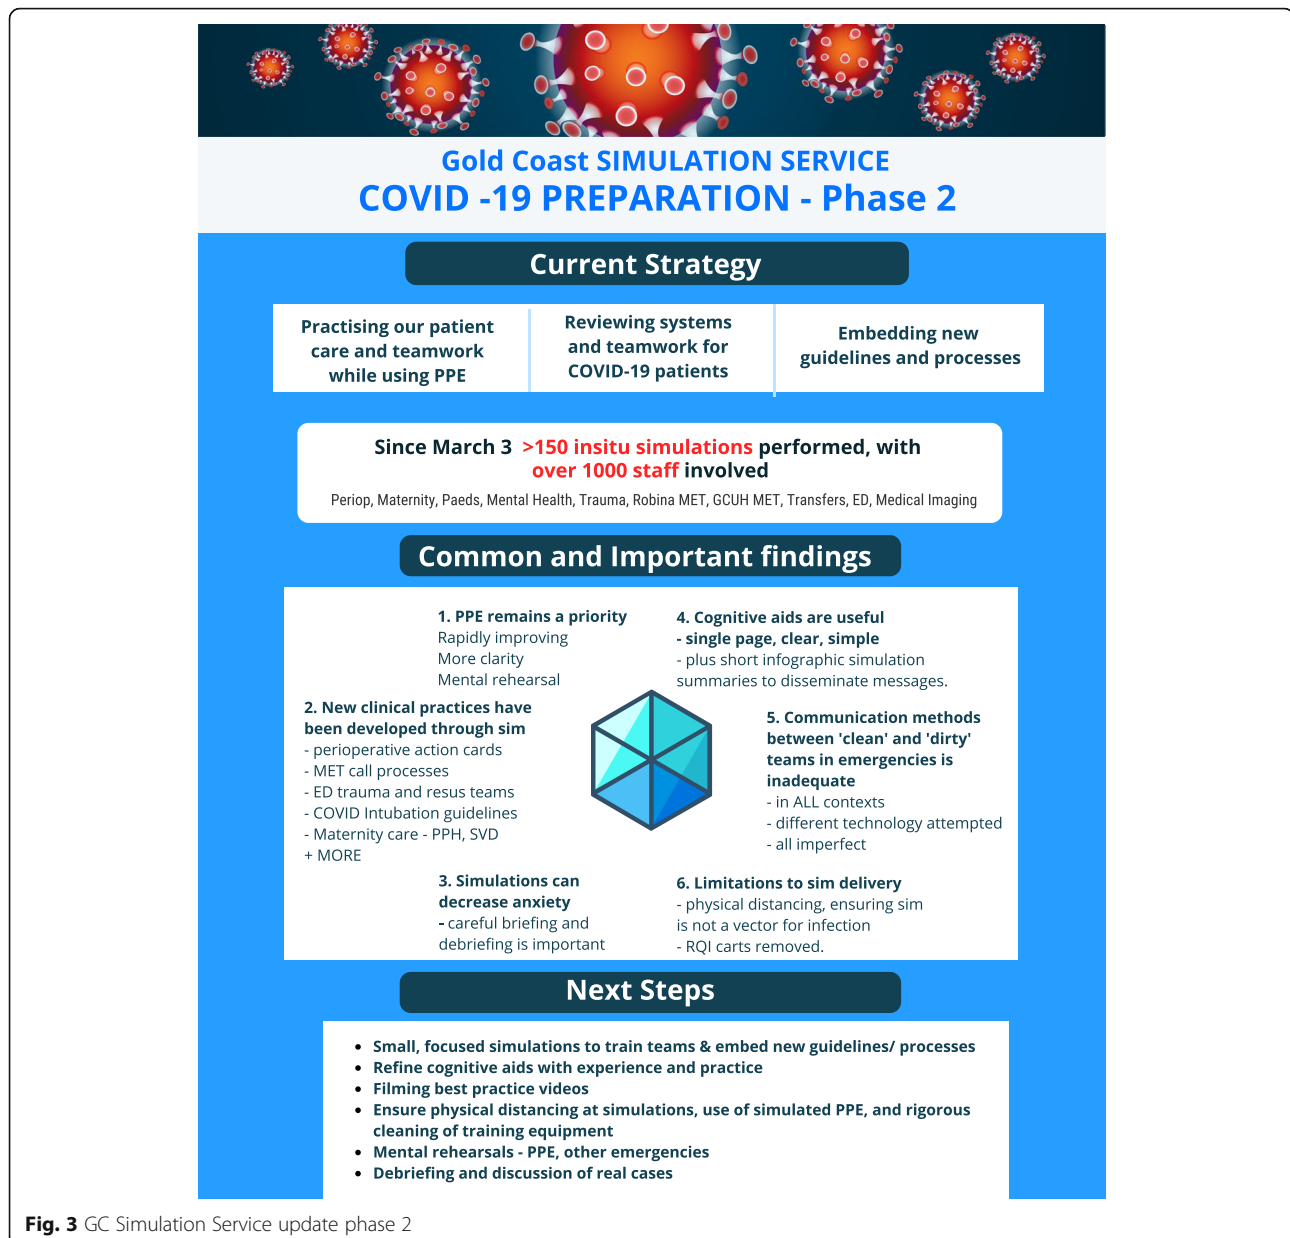 Gold Coast SIMULATION SERVICE
COVID -19 PREPARATION - Phase 2
Current Strategy
Practising our patient
care and teamwork
while using PPE
Reviewing systems
and teamwork for
COVID-19 patients
Embedding new
guidelines and processes
Since March 3 >150 insitu simulations performed, with
over 1000 staff involved
Periop, Maternity, Paeds, Mental Health, Trauma, Robina MET, GCUH MET, Transfers, ED, Medical Imaging
Common and Important findings
1. PPE remains a priority
Rapidly improving
More clarity
Mental rehearsal
2. New clinical practices have
been developed through sim
- perioperative action cards
- MET call processes
- ED trauma and resus teams
- COVID Intubation guidelines
- Maternity care - PPH, SVD
+ MORE
3. Simulations can
decrease anxiety
- careful briefing and
debriefing is important
4. Cognitive aids are useful
- single page, clear, simple
- plus short infographic simulation
summaries to disseminate messages.
5. Communication methods
between 'clean' and 'dirty'
teams in emergencies is
inadequate
- in ALL contexts
- different technology attempted
- all imperfect
6. Limitations to sim delivery
- physical distancing, ensuring sim
is not a vector for infection
- RQI carts removed.
Next Steps
• Small, focused simulations to train teams & embed new guidelines/ processes
• Refine cognitive aids with experience and practice
• Filming best practice videos
• Ensure physical distancing at simulations, use of simulated PPE, and rigorous
cleaning of training equipment
• Mental rehearsals - PPE, other emergencies
• Debriefing and discussion of real cases
Fig. 3 GC Simulation Service update phase 2